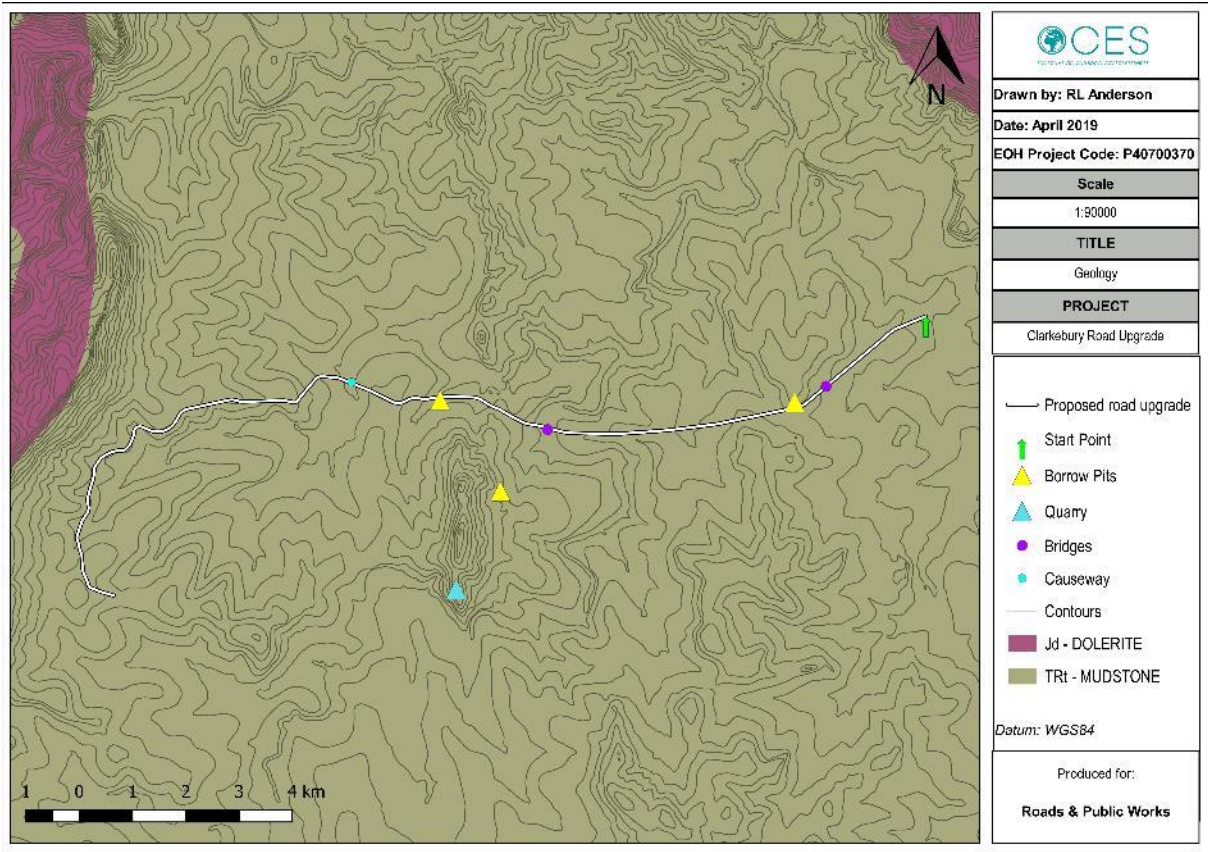 N
1 0 1 2 3 4 km
CES
Drawn by: RL Anderson
Date: April 2019
EOH Project Code: P40700370
Scale
1:90000
TITLE
Geology
PROJECT
Clarkebury Road Upgrade
Proposed road upgrade
Start Point
Borrow Pits
Quarry
Bridges
Causeway
Contours
Jd - DOLERITE
TRt - MUDSTONE
Datum: WGS84
Produced for:
Roads & Public Works